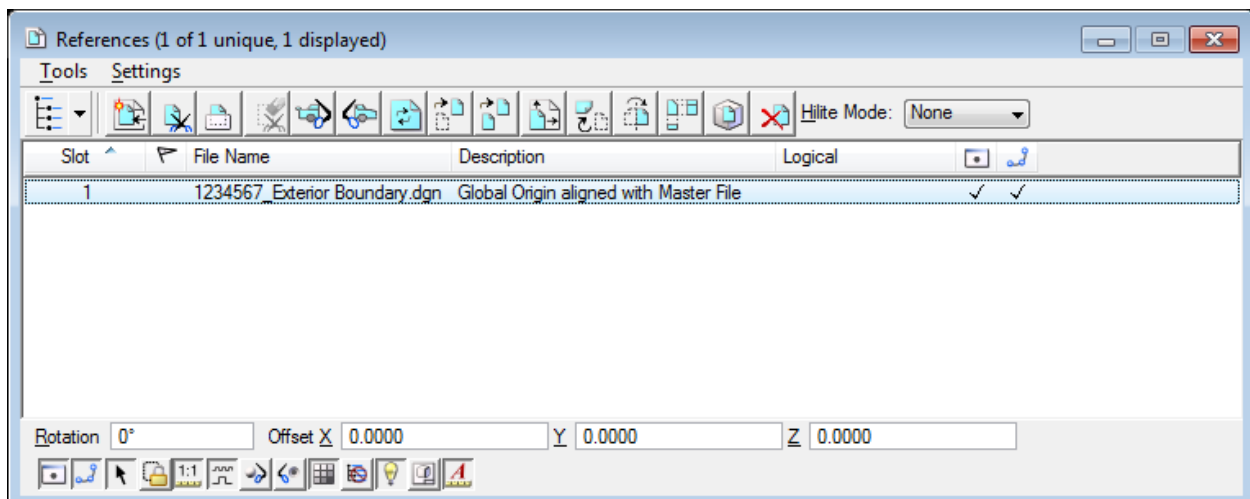 References (1 of 1 unique, 1 displayed)
Tools Settings
Hilite Mode: None
Slot File Name Description Logical
1 1234567_Exterior Boundary.dgn Global Origin aligned with Master File
Rotation 0° Offset X 0.0000 Y 0.0000 Z 0.0000
1:1 A